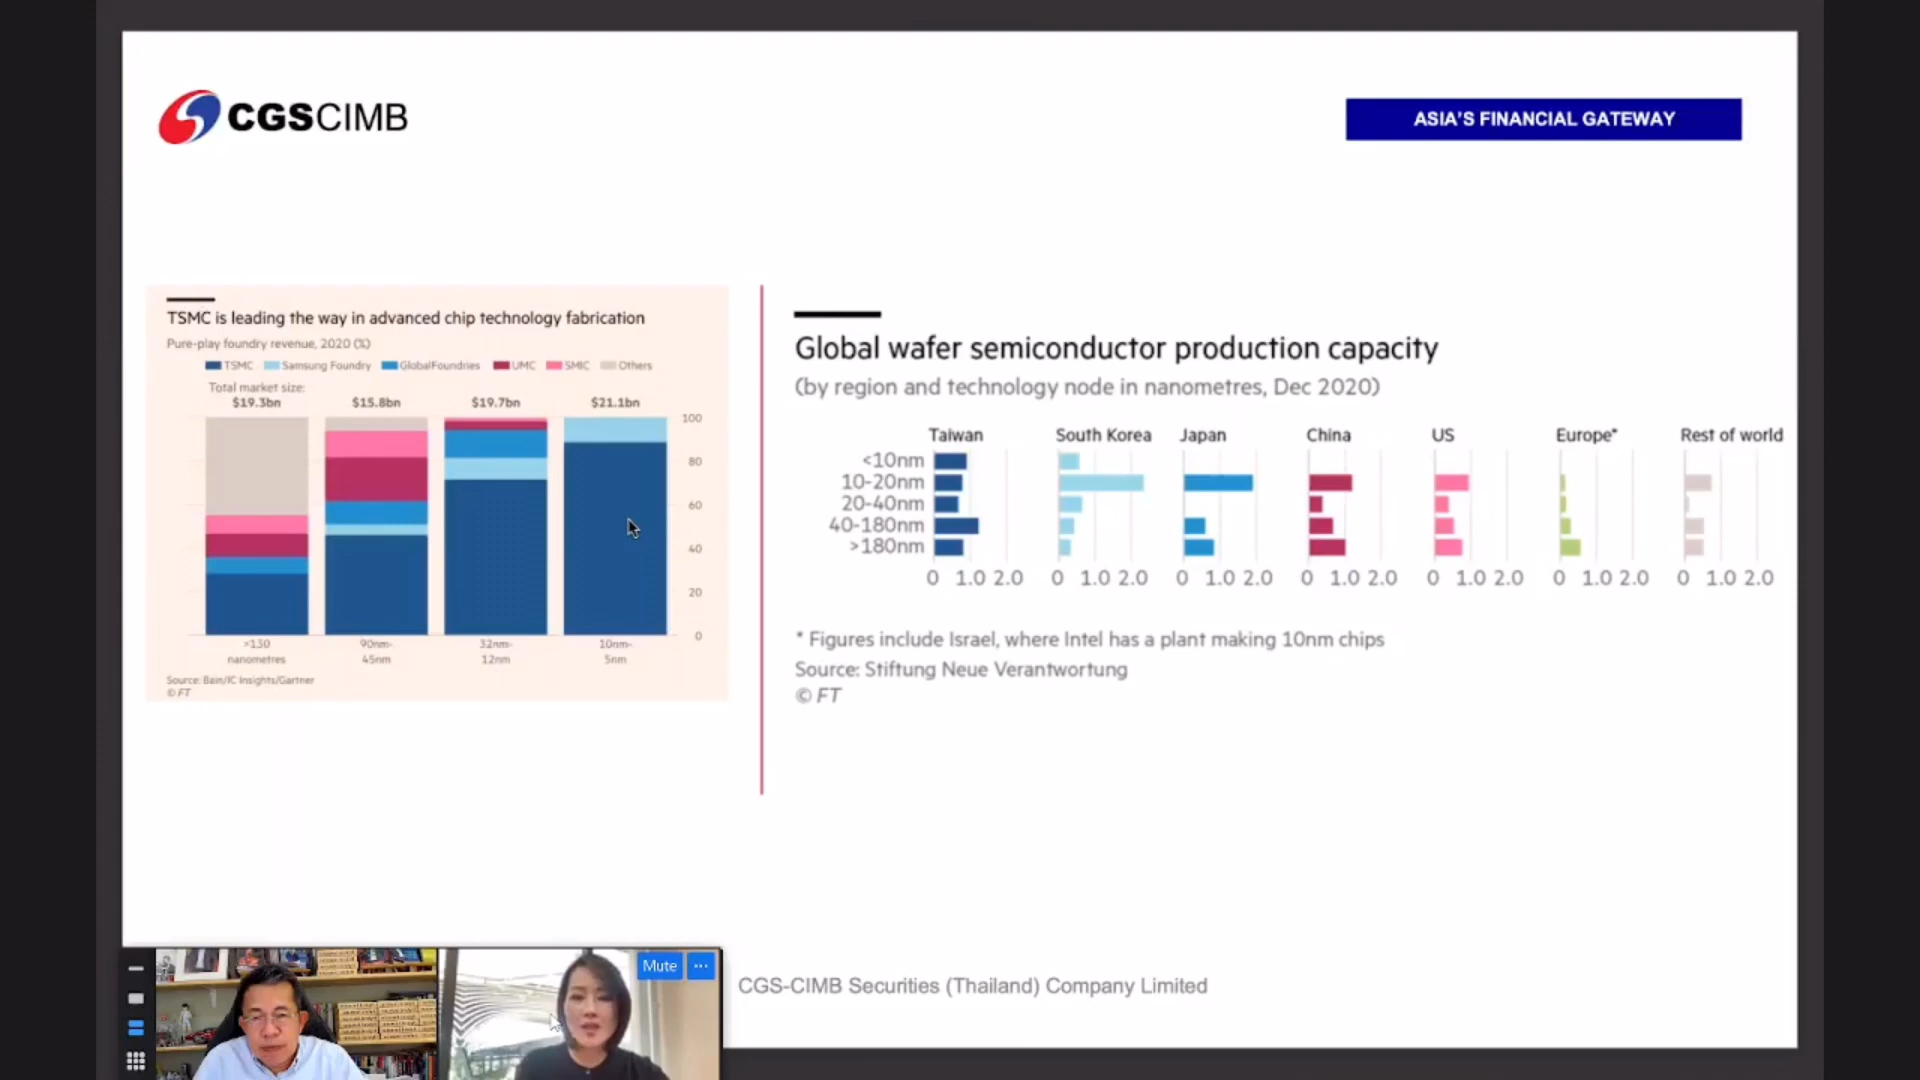 CGSCIMB
ASIA'S FINANCIAL GATEWAY
TSMC is leading the way in advanced chip technology fabrication
Pure-play foundry revenue, 2020 (%)
TSMC Samsung Foundry GlobalFoundries UMC SMIC Others
Total market size:
$19.3bn $15.8bn $19.7bn $21.1bn
100
80
60
40
20
0
>130 90nm- 32nm- 10nm-
nanometres 45nm 12nm 5nm
Source: Bain/IC Insights/Gartner
© FT
Global wafer semiconductor production capacity
(by region and technology node in nanometres, Dec 2020)
Taiwan South Korea Japan China US Europe* Rest of world
<10nm
10-20nm
20-40nm
40-180nm
>180nm
0 1.0 2.0 0 1.0 2.0 0 1.0 2.0 0 1.0 2.0 0 1.0 2.0 0 1.0 2.0 0 1.0 2.0
* Figures include Israel, where Intel has a plant making 10nm chips
Source: Stiftung Neue Verantwortung
© FT
Mute ...
CGS-CIMB Securities (Thailand) Company Limited